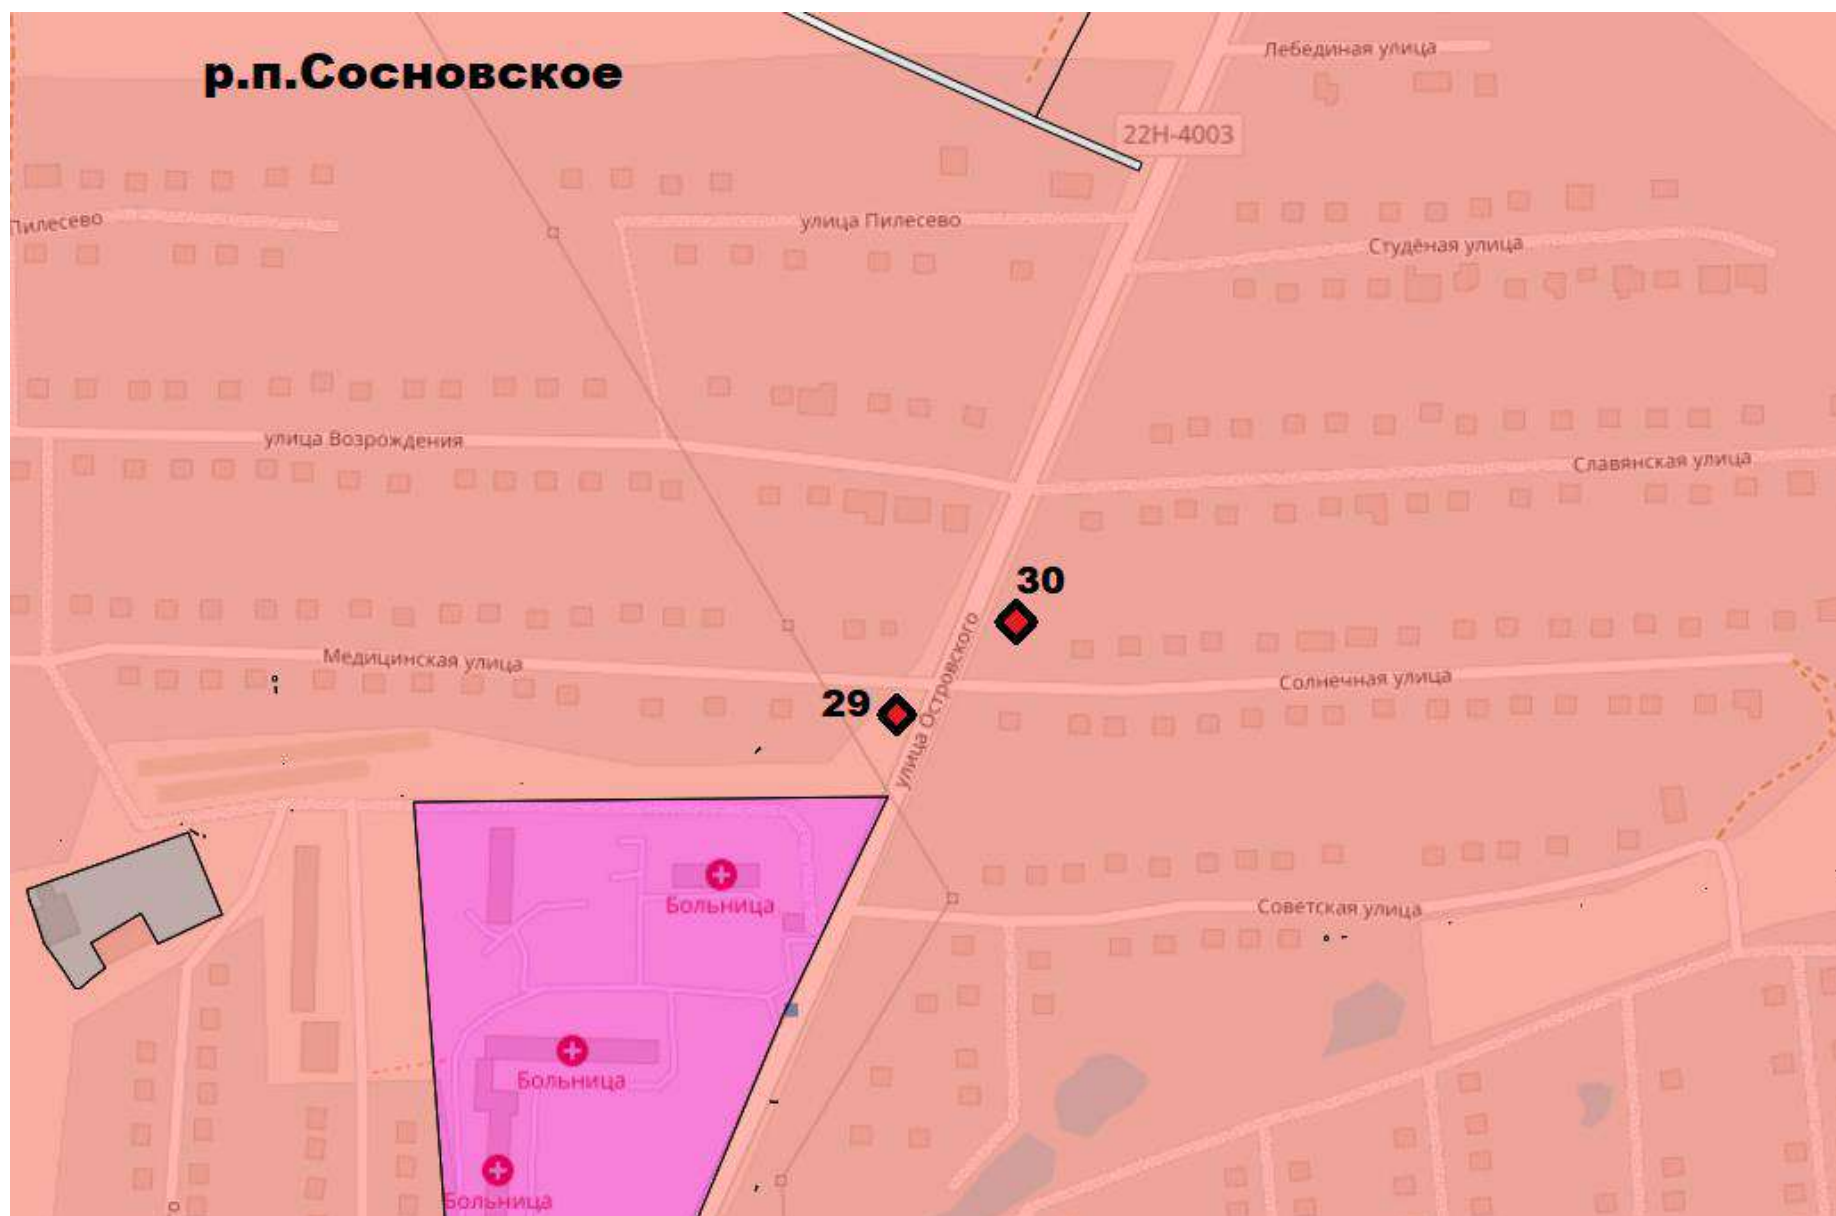 р.п.Сосновское
Лебединая улица
22Н-4003
Пилесево
улица Пилесево
Студёная улица
улица Возрождения
Славянская улица
30
улица Островского
Медицинская улица
Солнечная улица
29
Больница
Советская улица
Больница
Больница